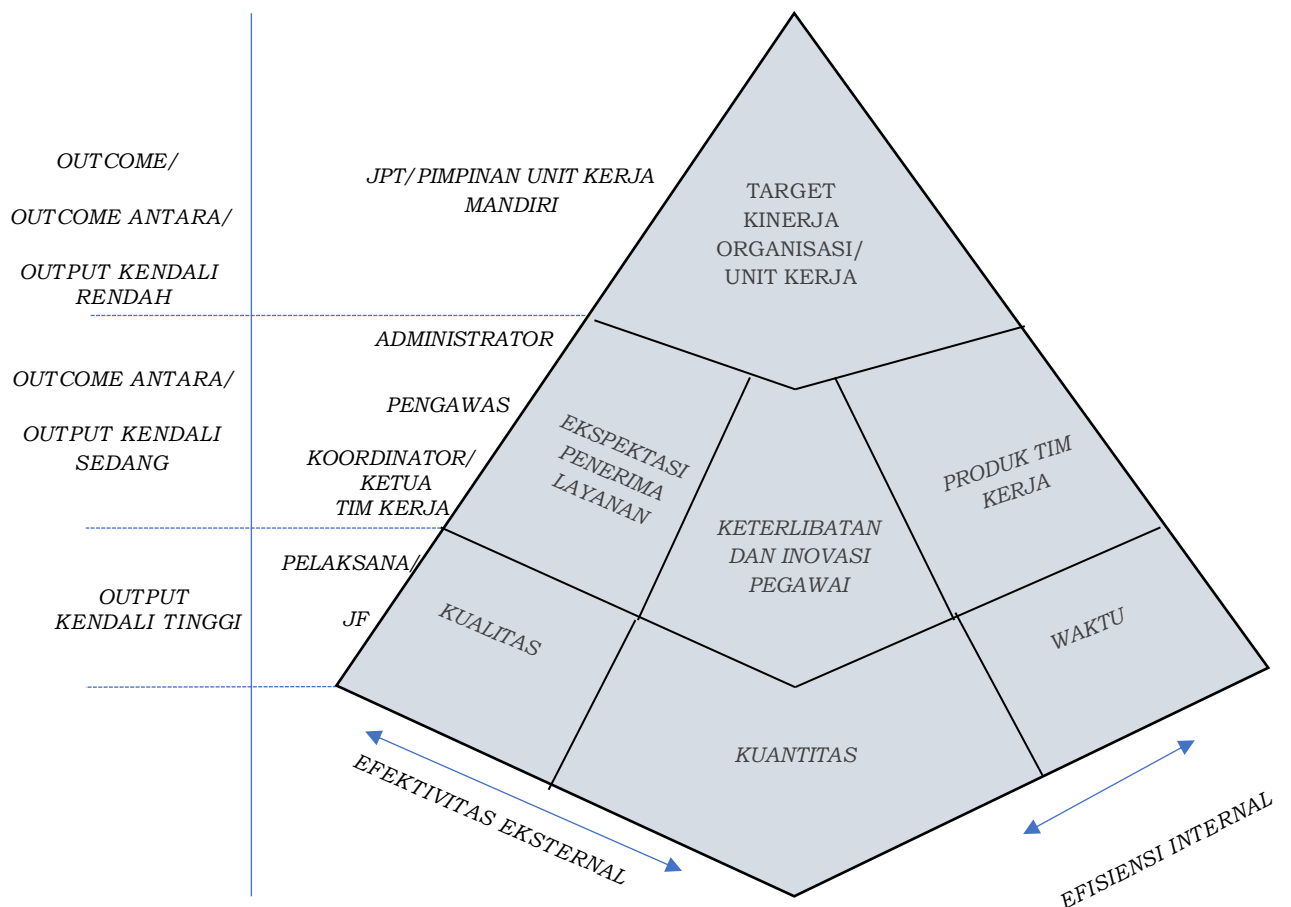 OUTCOME/
OUTCOME ANTARA/
OUTPUT KENDALI
RENDAH
JPT/PIMPINAN UNIT KERJA
MANDIRI
TARGET
KINERJA
ORGANISASI/
UNIT KERJA
OUTCOME ANTARA/
OUTPUT KENDALI
SEDANG
ADMINISTRATOR
PENGAWAS
KOORDINATOR/
KETUA
TIM KERJA
EKSPEKTASI
PENERIMA
LAYANAN
KETERLIBATAN
DAN INOVASI
PEGAWAI
PRODUK TIM
KERJA
OUTPUT
KENDALI TINGGI
PELAKSANA/
JF
KUALITAS
KUANTITAS
WAKTU
EFEKTIVITAS EKSTERNAL
EFISIENSI INTERNAL